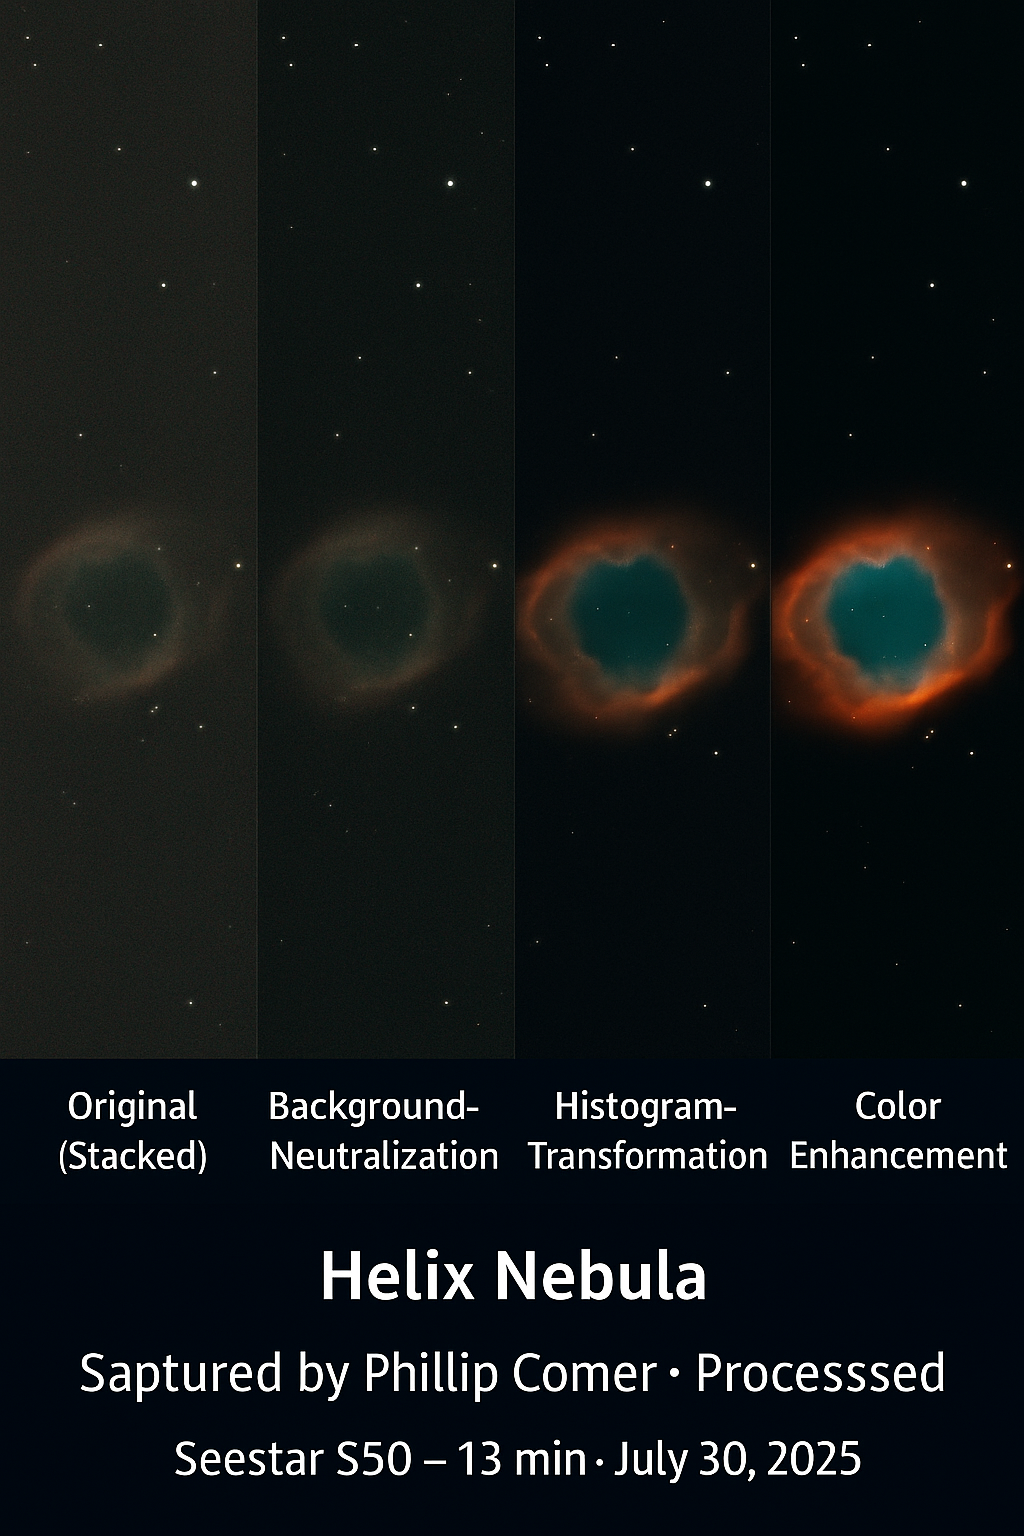 Original
(Stacked)
Background-
Neutralization
Histogram-
Transformation
Color
Enhancement
Helix Nebula
Saptured by Phillip Comer · Processsed
Seestar S50 – 13 min · July 30, 2025